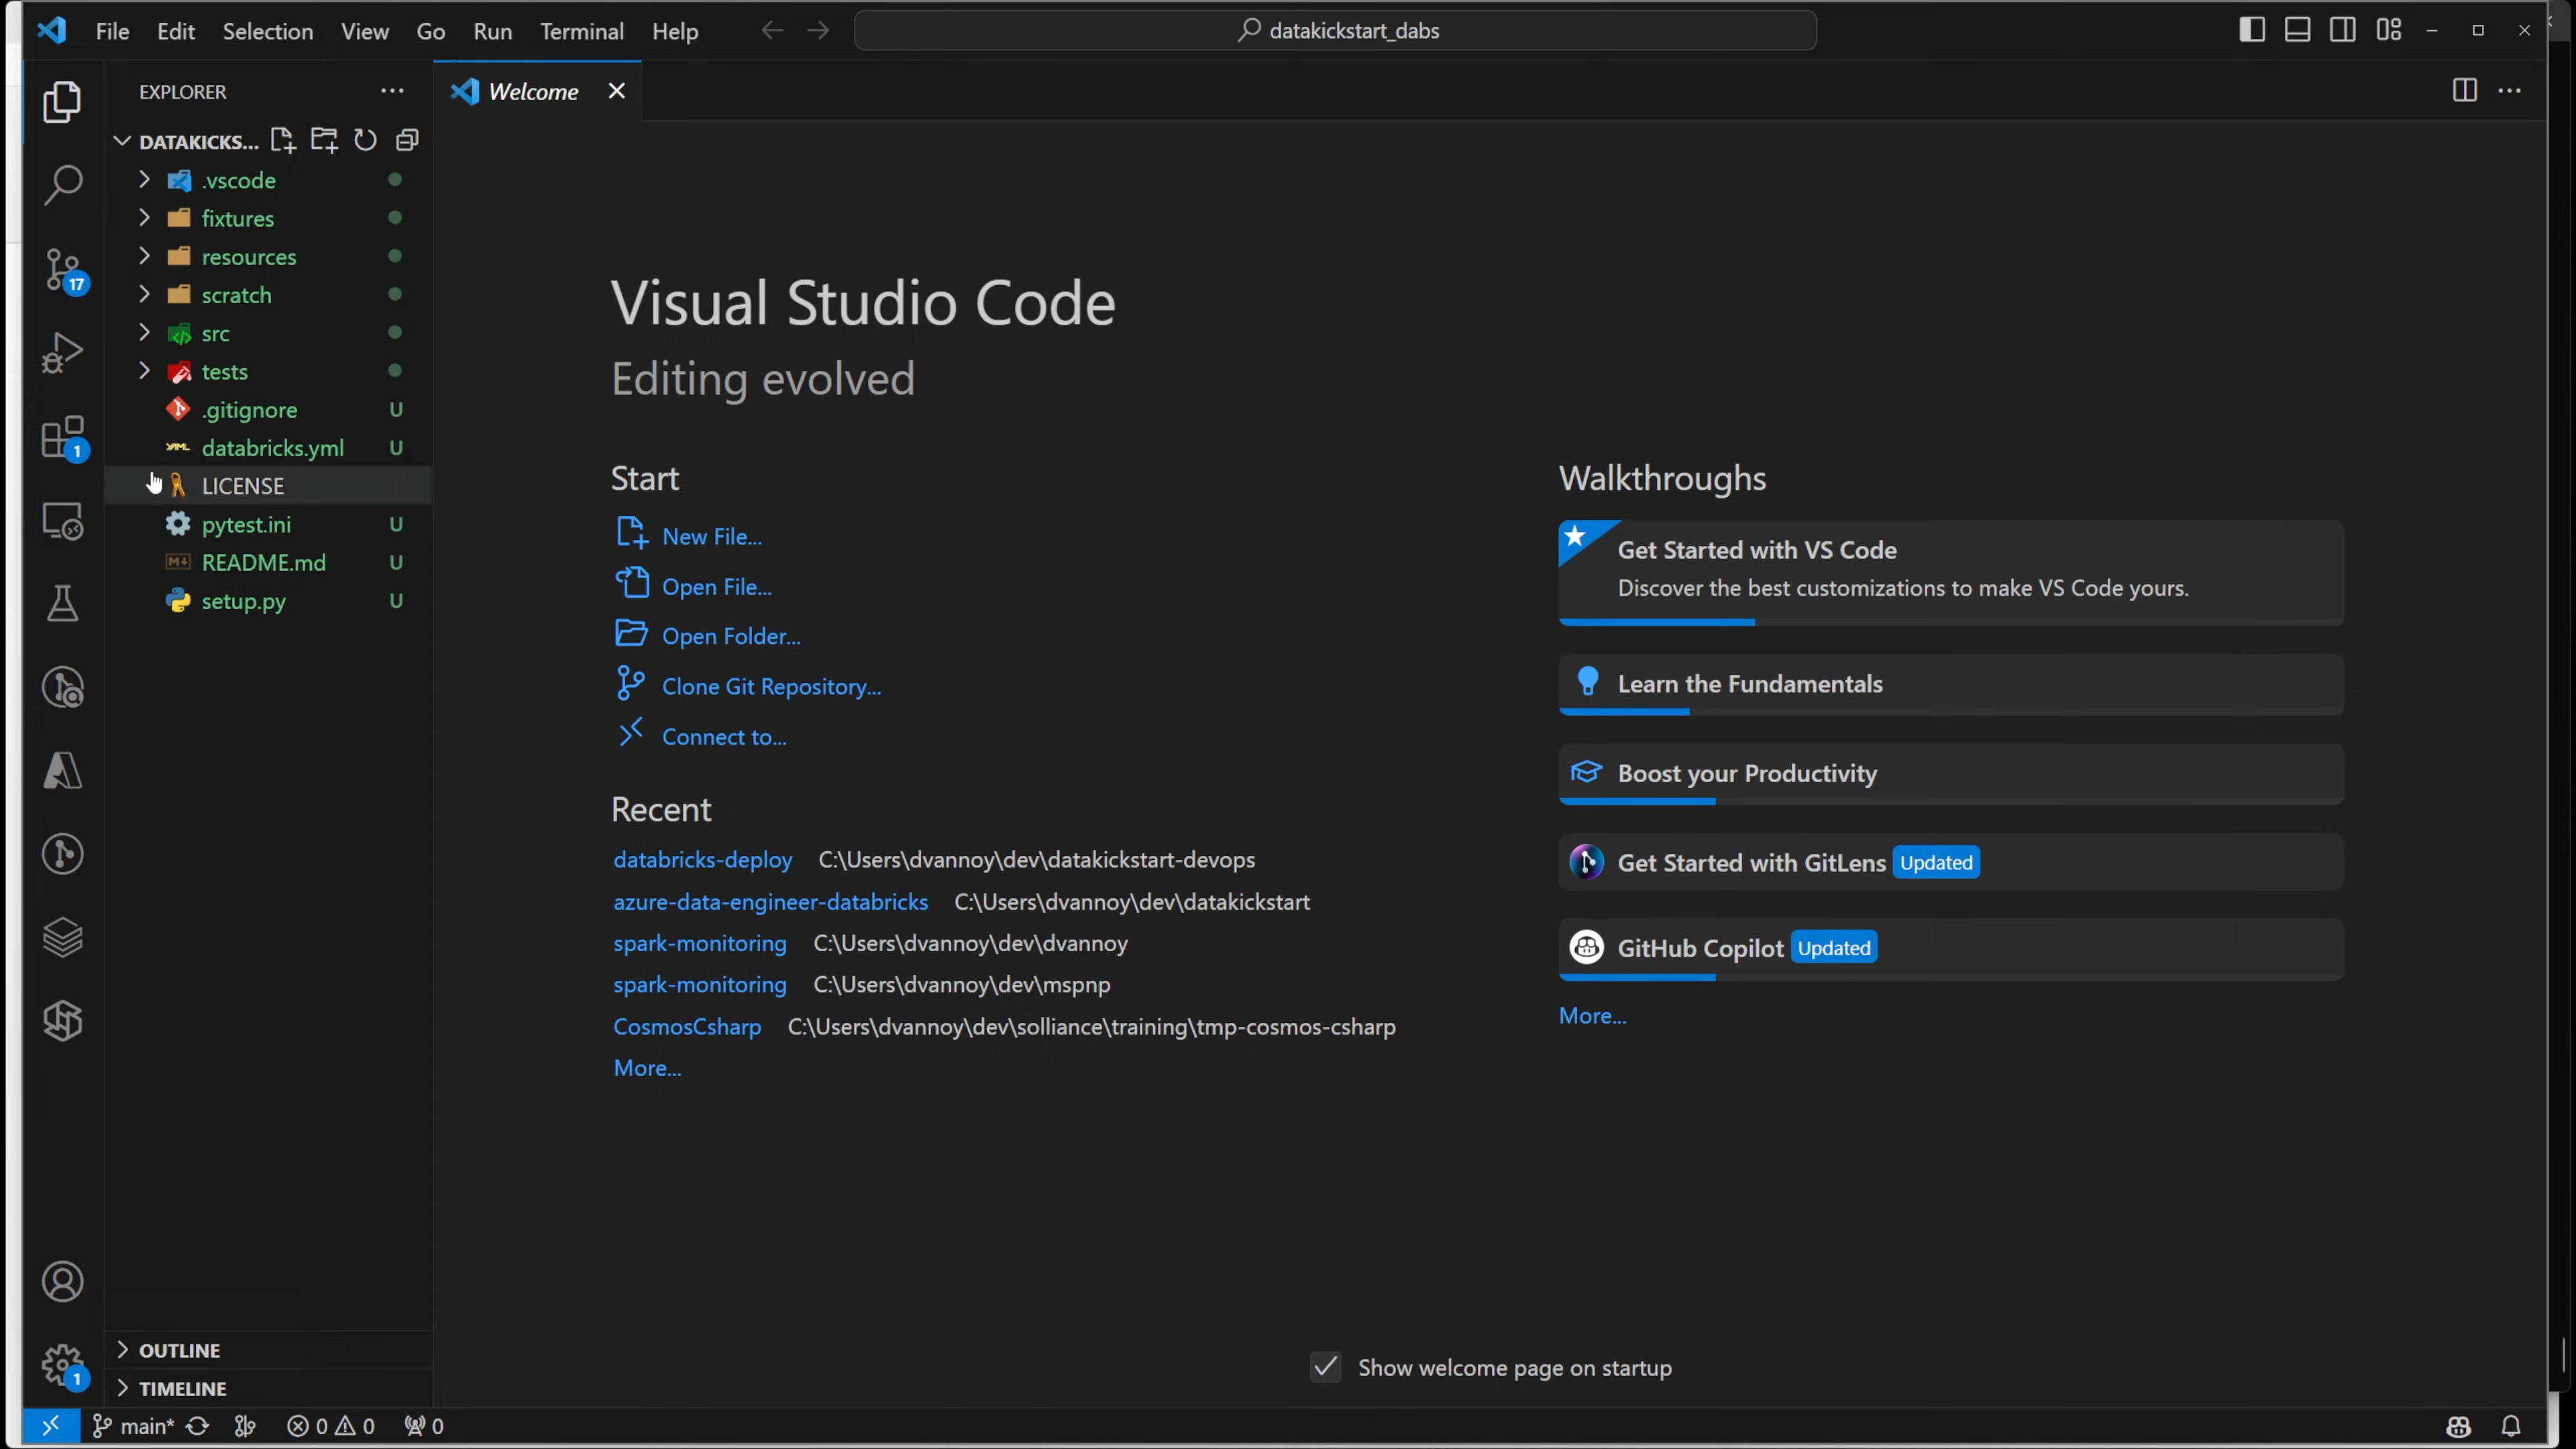 File Edit Selection View Go Run Terminal Help
datakickstart_dabs
EXPLORER
Welcome
DATAKICKS...
.vscode
fixtures
resources
scratch
17
src
tests
.gitignore U
databricks.yml U
1
LICENSE
pytest.ini U
README.md U
setup.py U
Visual Studio Code
Editing evolved
Start
New File...
Open File...
Open Folder...
Clone Git Repository...
Connect to...
Recent
databricks-deploy C:\Users\dvannoy\dev\datakickstart-devops
azure-data-engineer-databricks C:\Users\dvannoy\dev\datakickstart
spark-monitoring C:\Users\dvannoy\dev\dvannoy
spark-monitoring C:\Users\dvannoy\dev\mspnp
CosmosCsharp C:\Users\dvannoy\dev\solliance\training\tmp-cosmos-csharp
More...
Walkthroughs
Get Started with VS Code
Discover the best customizations to make VS Code yours.
Learn the Fundamentals
Boost your Productivity
Get Started with GitLens Updated
GitHub Copilot Updated
More...
Show welcome page on startup
OUTLINE
1
TIMELINE
main* 0 0 0